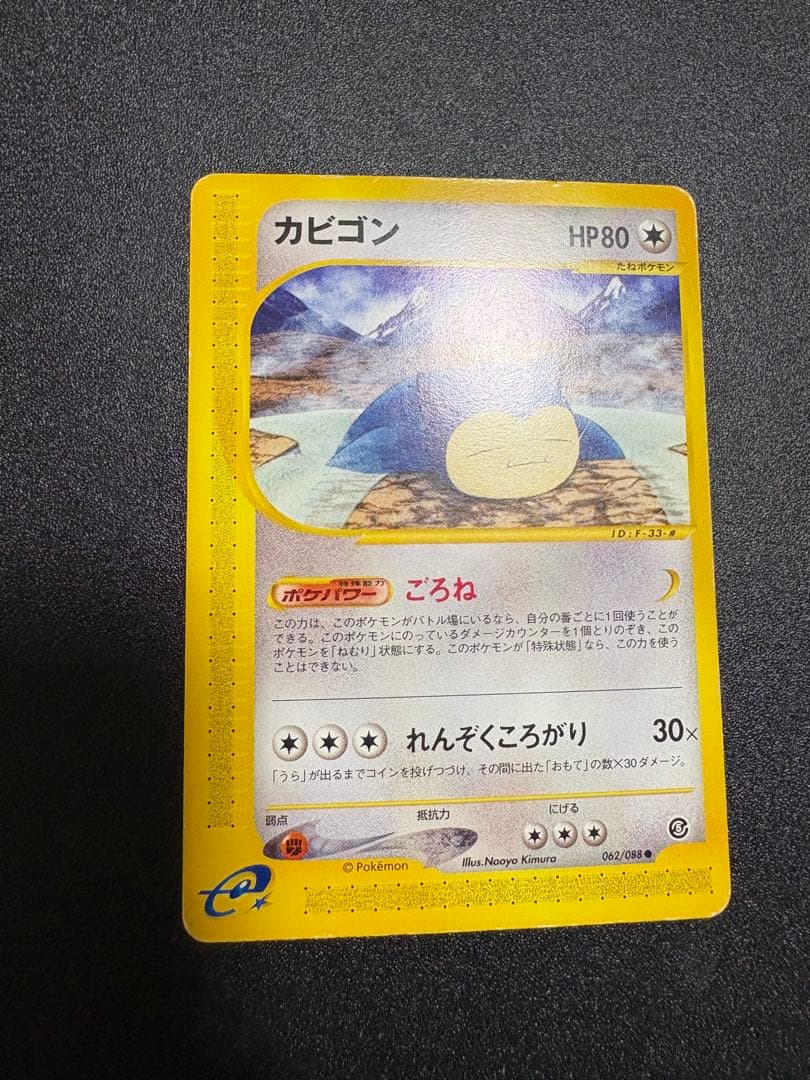 カビゴン
HP80
たねポケモン
ID:F-33-#
特殊能力
ポケパワー
ごろね
この力は、このポケモンがバトル場にいるなら、自分の番ごとに1回使うことが
できる。このポケモンにのっているダメージカウンターを1個とりのぞき、この
ポケモンを「ねむり」状態にする。このポケモンが「特殊状態」なら、この力を使う
ことはできない。
れんぞくころがり
30×
「うら」が出るまでコインを投げつづけ、その間に出た「おもて」の数×30ダメージ。
弱点
抵抗力
にげる
© Pokémon
Illus.Naoyo Kimura
062/088●
e